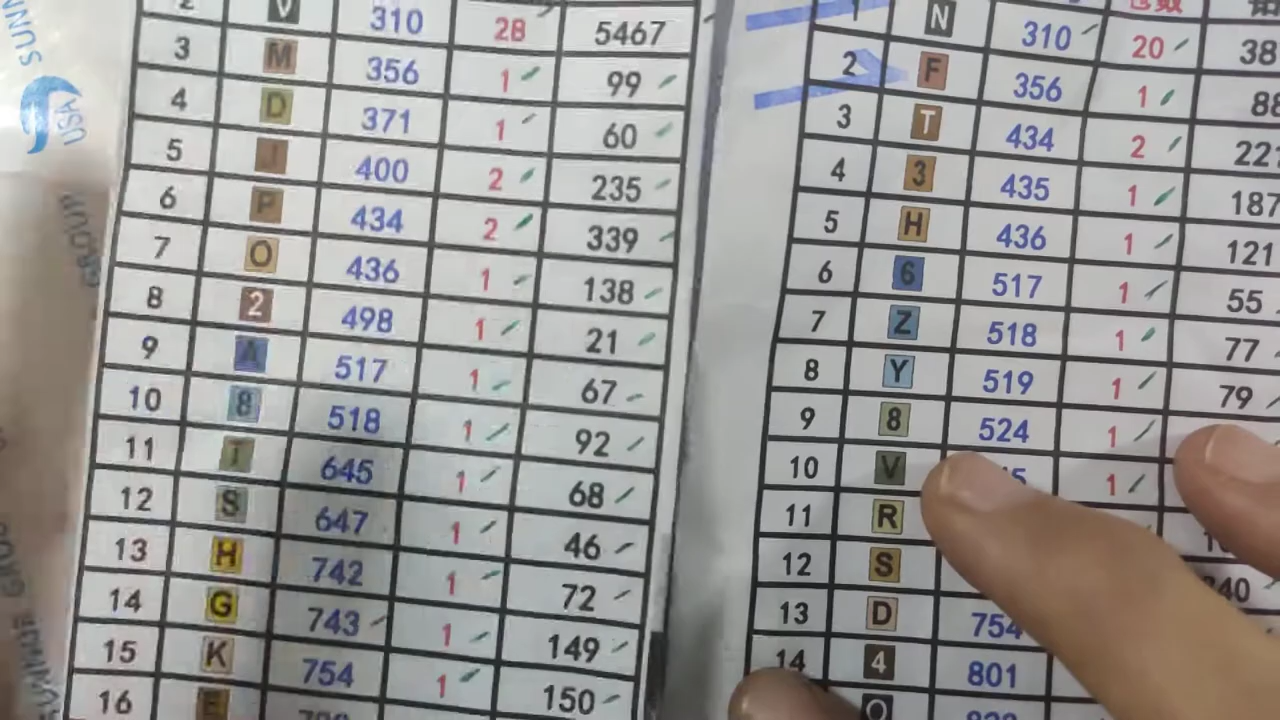 2 V 310 28 5467
3 M 356 1 99
4 D 371 1 60
5 J 400 2 235
6 P 434 2 339
7 O 436 1 138
8 2 498 1 21
9 A 517 1 67
10 8 518 1 92
11 T 645 1 68
12 S 647 1 46
13 H 742 1 72
14 G 743 1 149
15 K 754 1 150
16 E
1 N 310 20 38
2 F 356 1 88
3 T 434 2 221
4 3 435 1 187
5 H 436 1 121
6 6 517 1 55
7 Z 518 1 77
8 Y 519 1 79
9 8 524 1
10 V 5 1
11 R
12 S 340
13 D 754
14 4 801
USA
GROUP